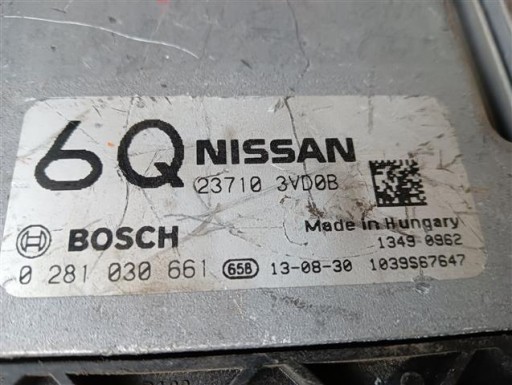 6Q NISSAN
23710 3VD0B
Made in Hungary
BOSCH
1349 0962
0 281 030 661 658 13-08-30 1039S67647